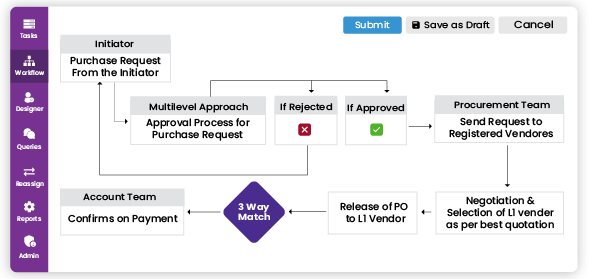 Submit
Save as Draft
Cancel
Tasks
Workflow
Designer
Queries
Reassign
Reports
Admin
Initiator
Purchase Request
From the Initiator
Multilevel Approach
Approval Process for
Purchase Request
If Rejected
If Approved
Procurement Team
Send Request to
Registered Vendores
Negotiation &
Selection of L1 vender
as per best quotation
Release of PO
to L1 Vendor
3 Way
Match
Account Team
Confirms on Payment